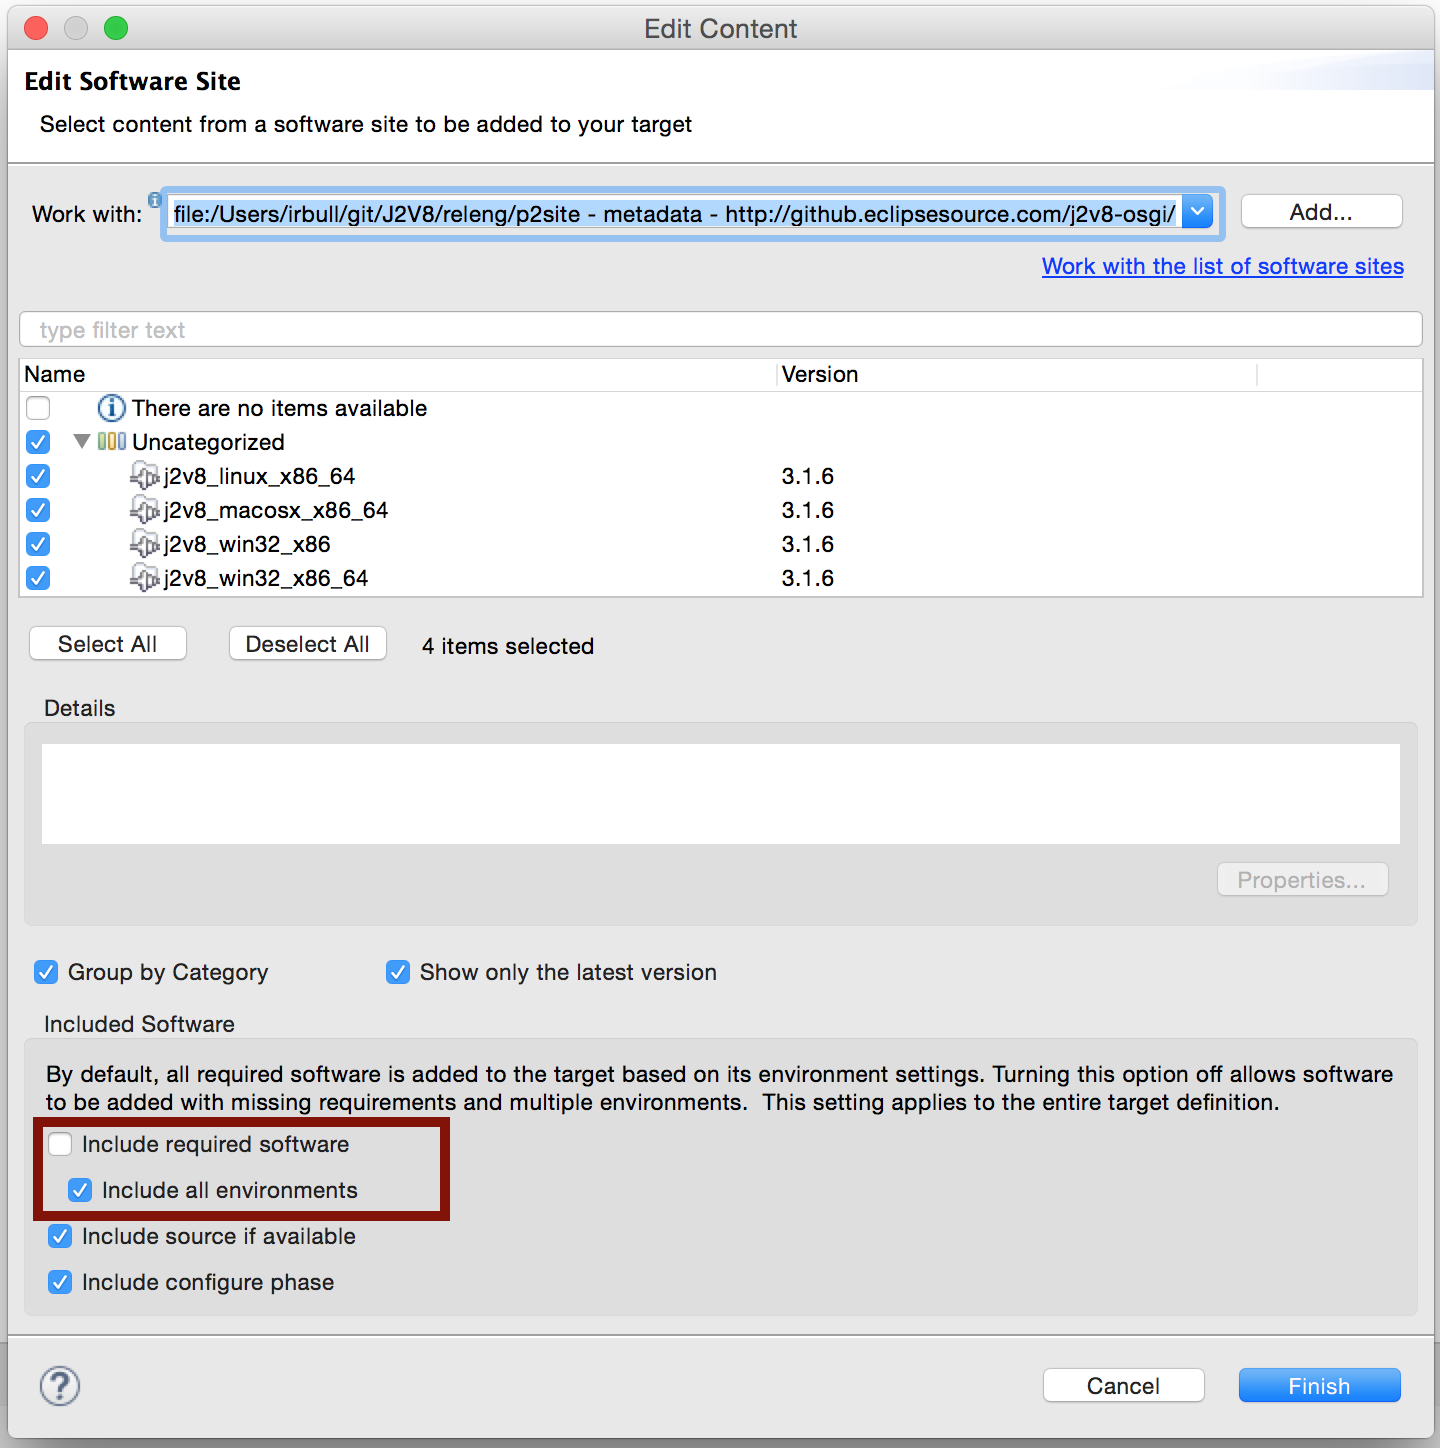 Edit Content
Edit Software Site
Select content from a software site to be added to your target
Work with: file:/Users/irbull/git/J2V8/releng/p2site - metadata - http://github.eclipsesource.com/j2v8-osgi/ Add...
Work with the list of software sites
type filter text
Name Version
There are no items available
Uncategorized
j2v8_linux_x86_64 3.1.6
j2v8_macosx_x86_64 3.1.6
j2v8_win32_x86 3.1.6
j2v8_win32_x86_64 3.1.6
Select All Deselect All 4 items selected
Details
Properties...
Group by Category Show only the latest version
Included Software
By default, all required software is added to the target based on its environment settings. Turning this option off allows software
to be added with missing requirements and multiple environments.  This setting applies to the entire target definition.
Include required software
Include all environments
Include source if available
Include configure phase
? Cancel Finish